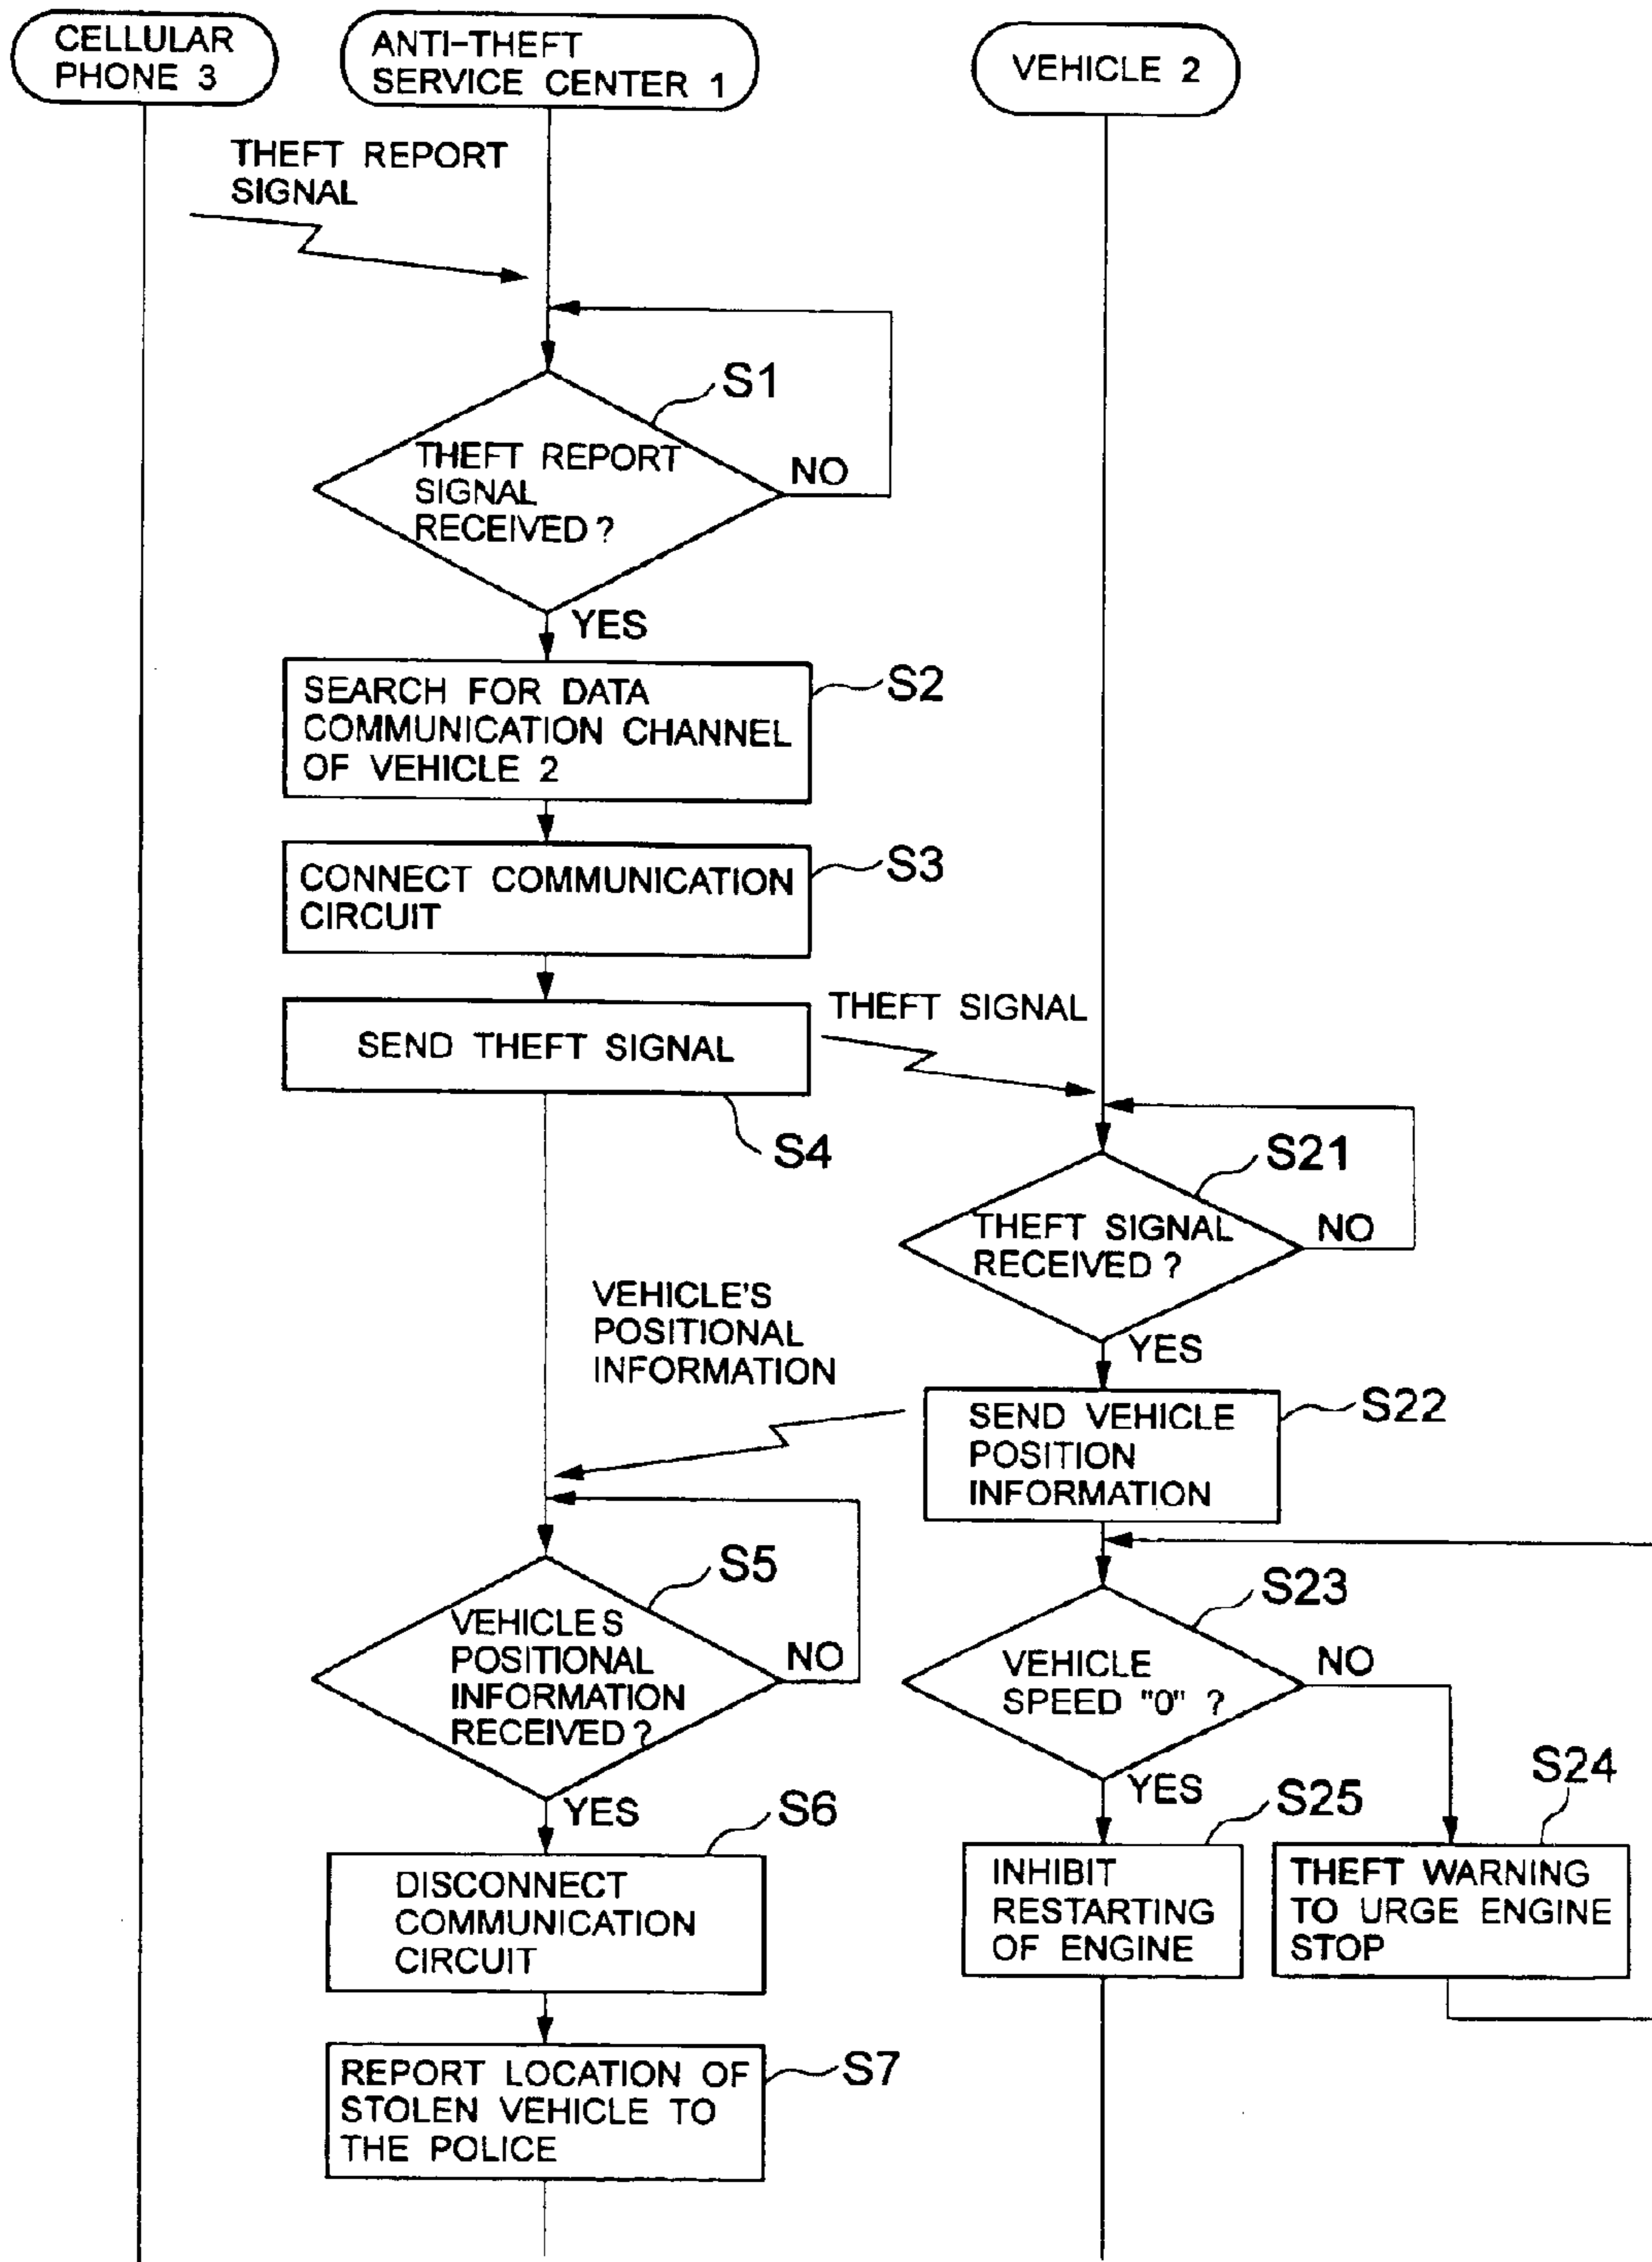 CELLULAR
PHONE 3
ANTI-THEFT
SERVICE CENTER 1
VEHICLE 2
THEFT REPORT
SIGNAL
S1
THEFT REPORT
SIGNAL
RECEIVED ?
NO
YES
SEARCH FOR DATA
COMMUNICATION CHANNEL
OF VEHICLE 2
S2
CONNECT COMMUNICATION
CIRCUIT
S3
SEND THEFT SIGNAL
THEFT SIGNAL
S4
S21
THEFT SIGNAL
RECEIVED ?
NO
YES
VEHICLE'S
POSITIONAL
INFORMATION
SEND VEHICLE
POSITION
INFORMATION
S22
S5
VEHICLES
POSITIONAL
INFORMATION
RECEIVED ?
NO
YES
S23
VEHICLE
SPEED "0" ?
NO
YES
S6
DISCONNECT
COMMUNICATION
CIRCUIT
S25
INHIBIT
RESTARTING
OF ENGINE
S24
THEFT WARNING
TO URGE ENGINE
STOP
REPORT LOCATION OF
STOLEN VEHICLE TO
THE POLICE
S7